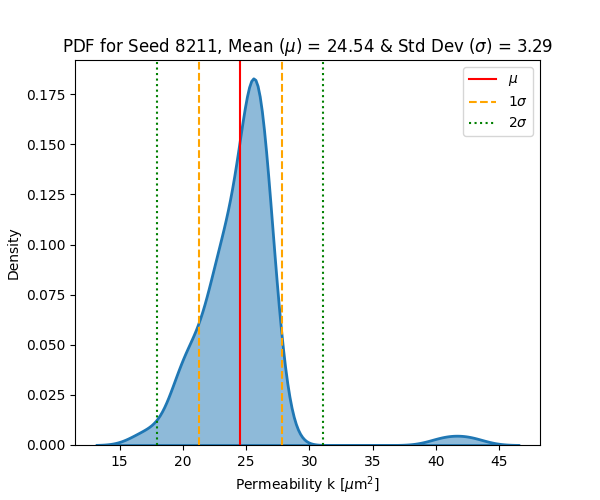 PDF for Seed 8211, Mean (μ) = 24.54 & Std Dev (σ) = 3.29
μ
1σ
2σ
0.175
0.150
0.125
0.100
0.075
0.050
0.025
0.000
Density
15 20 25 30 35 40 45
Permeability k [μm²]